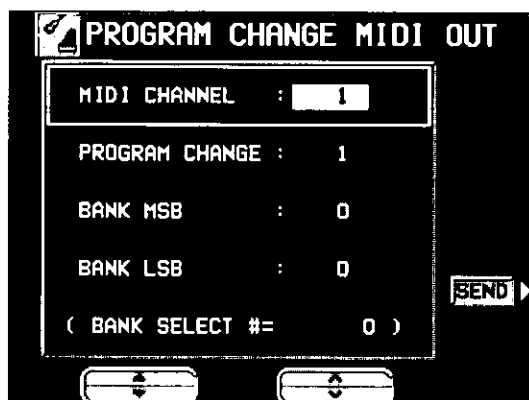 PROGRAM CHANGE MIDI OUT
MIDI CHANNEL : 1
PROGRAM CHANGE : 1
BANK MSB : 0
BANK LSB : 0
SEND
( BANK SELECT #= 0 )